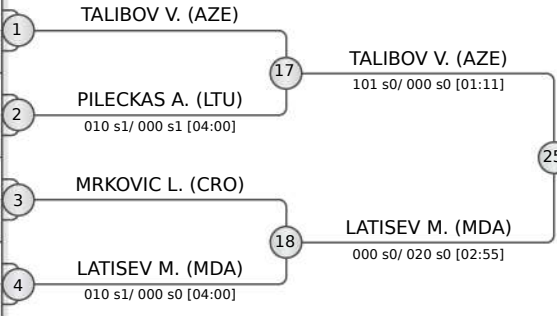 1
TALIBOV V. (AZE)
17
TALIBOV V. (AZE)
101 s0/ 000 s0 [01:11]
2
PILECKAS A. (LTU)
010 s1/ 000 s1 [04:00]
25
3
MRKOVIC L. (CRO)
18
LATISEV M. (MDA)
000 s0/ 020 s0 [02:55]
4
LATISEV M. (MDA)
010 s1/ 000 s0 [04:00]